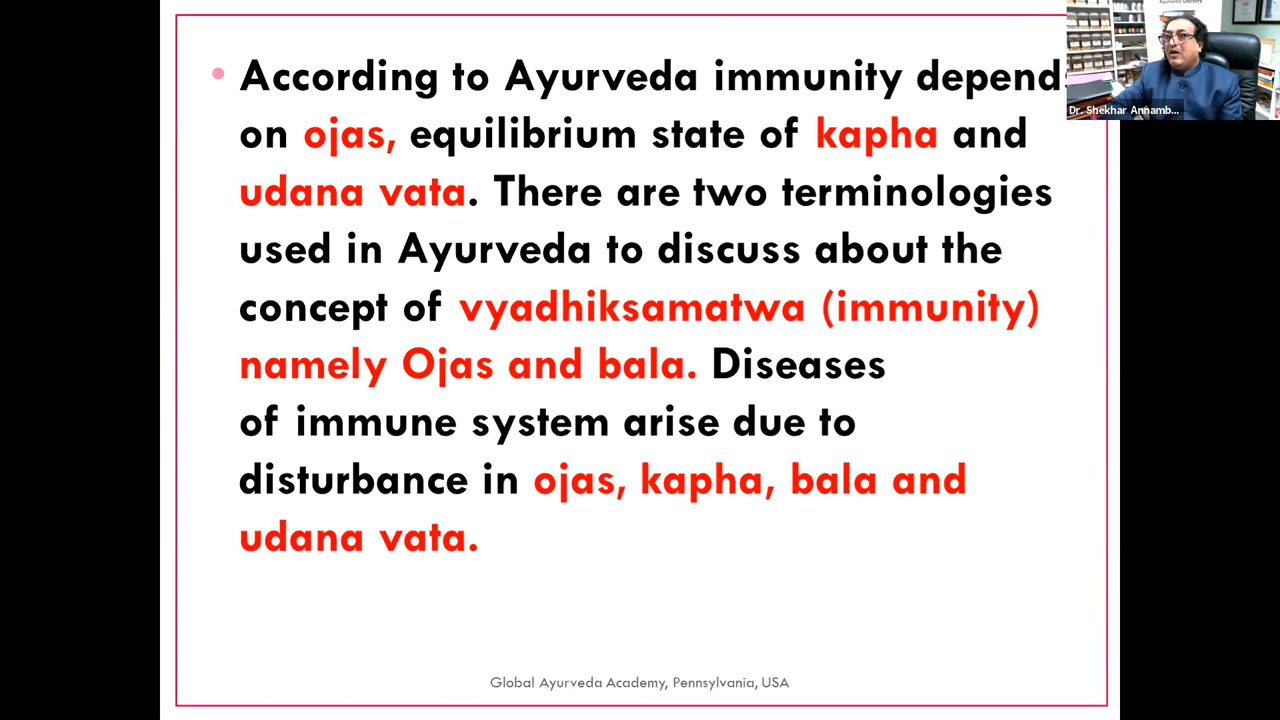 • According to Ayurveda immunity depend
on ojas, equilibrium state of kapha and
udana vata. There are two terminologies
used in Ayurveda to discuss about the
concept of vyadhiksamatwa (immunity)
namely Ojas and bala. Diseases
of immune system arise due to
disturbance in ojas, kapha, bala and
udana vata.
Global Ayurveda Academy, Pennsylvania, USA
Dr. Shekhar Annamb...